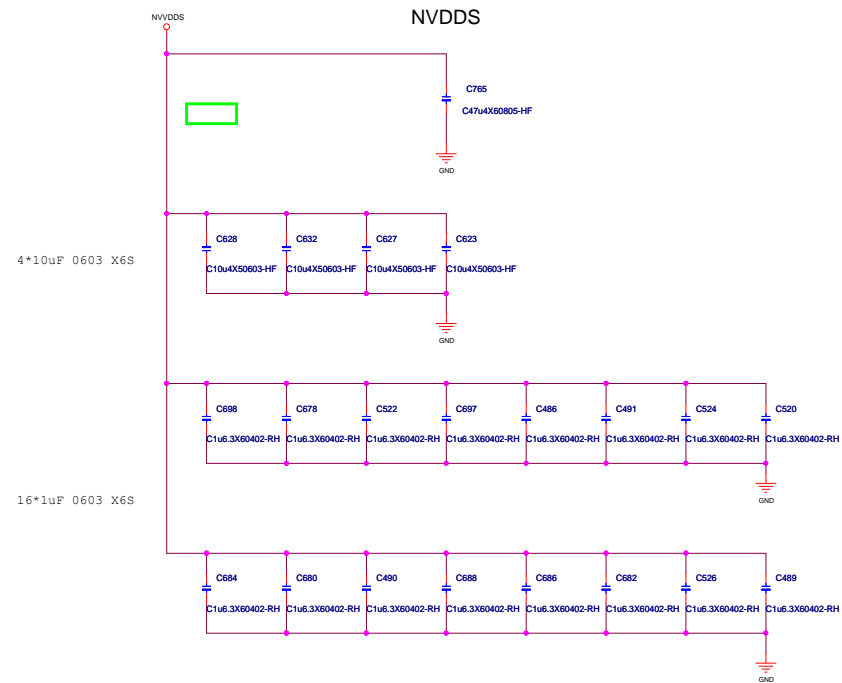 NVVDDS
NVDDS
C765
C47u4X60805-HF
GND
C628 C632 C627 C623
4*10uF 0603 X6S
C10u4X50603-HF C10u4X50603-HF C10u4X50603-HF C10u4X50603-HF
GND
C698 C678 C522 C697 C486 C491 C524 C520
C1u6.3X60402-RH C1u6.3X60402-RH C1u6.3X60402-RH C1u6.3X60402-RH C1u6.3X60402-RH C1u6.3X60402-RH C1u6.3X60402-RH C1u6.3X60402-RH
16*1uF 0603 X6S
GND
C684 C680 C490 C688 C686 C682 C526 C489
C1u6.3X60402-RH C1u6.3X60402-RH C1u6.3X60402-RH C1u6.3X60402-RH C1u6.3X60402-RH C1u6.3X60402-RH C1u6.3X60402-RH C1u6.3X60402-RH
GND